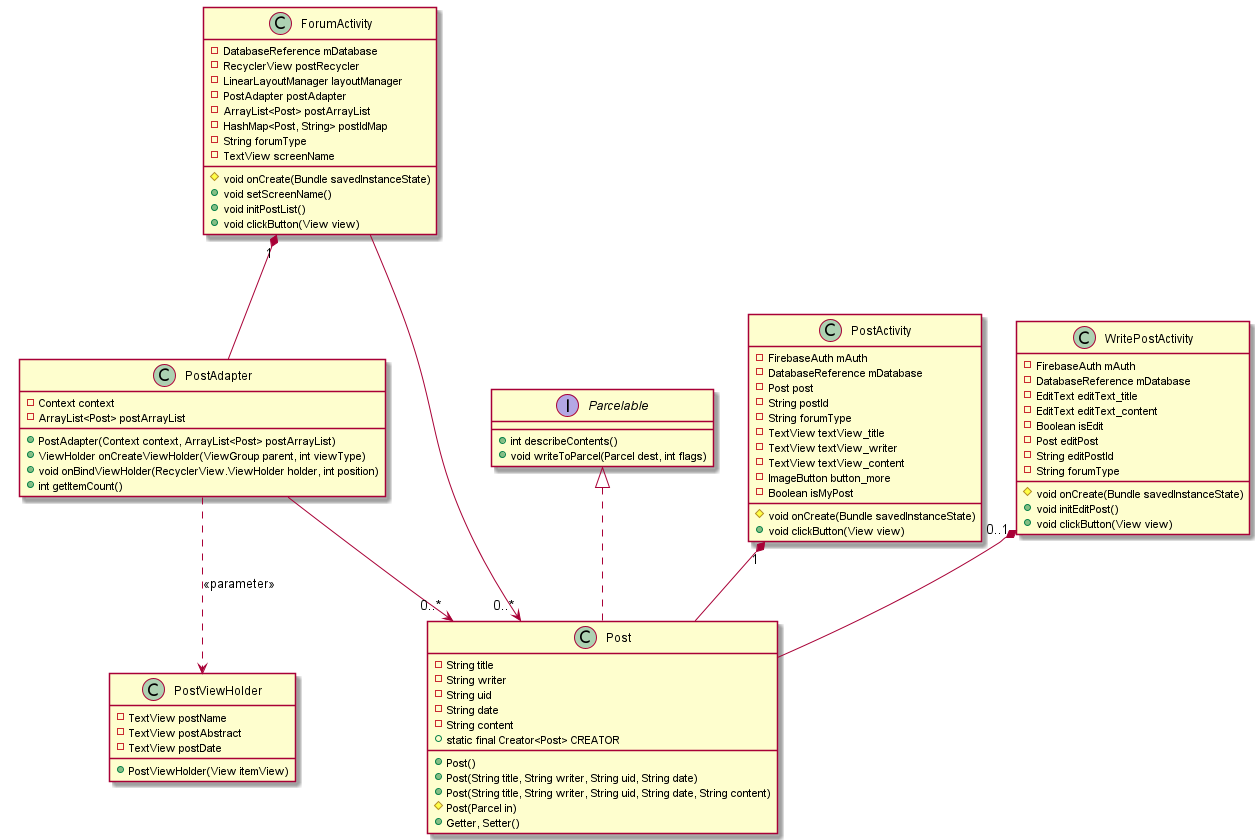 C ForumActivity
DatabaseReference mDatabase
RecyclerView postRecycler
LinearLayoutManager layoutManager
PostAdapter postAdapter
ArrayList<Post> postArrayList
HashMap<Post, String> postIdMap
String forumType
TextView screenName
void onCreate(Bundle savedInstanceState)
void setScreenName()
void initPostList()
void clickButton(View view)
1
C PostAdapter
Context context
ArrayList<Post> postArrayList
PostAdapter(Context context, ArrayList<Post> postArrayList)
ViewHolder onCreateViewHolder(ViewGroup parent, int viewType)
void onBindViewHolder(RecyclerView.ViewHolder holder, int position)
int getItemCount()
I Parcelable
int describeContents()
void writeToParcel(Parcel dest, int flags)
C PostActivity
FirebaseAuth mAuth
DatabaseReference mDatabase
Post post
String postId
String forumType
TextView textView_title
TextView textView_writer
TextView textView_content
ImageButton button_more
Boolean isMyPost
void onCreate(Bundle savedInstanceState)
void clickButton(View view)
1
C WritePostActivity
FirebaseAuth mAuth
DatabaseReference mDatabase
EditText editText_title
EditText editText_content
Boolean isEdit
Post editPost
String editPostId
String forumType
void onCreate(Bundle savedInstanceState)
void initEditPost()
void clickButton(View view)
0..1
«parameter»
0..*
0..*
C PostViewHolder
TextView postName
TextView postAbstract
TextView postDate
PostViewHolder(View itemView)
C Post
String title
String writer
String uid
String date
String content
static final Creator<Post> CREATOR
Post()
Post(String title, String writer, String uid, String date)
Post(String title, String writer, String uid, String date, String content)
Post(Parcel in)
Getter, Setter()